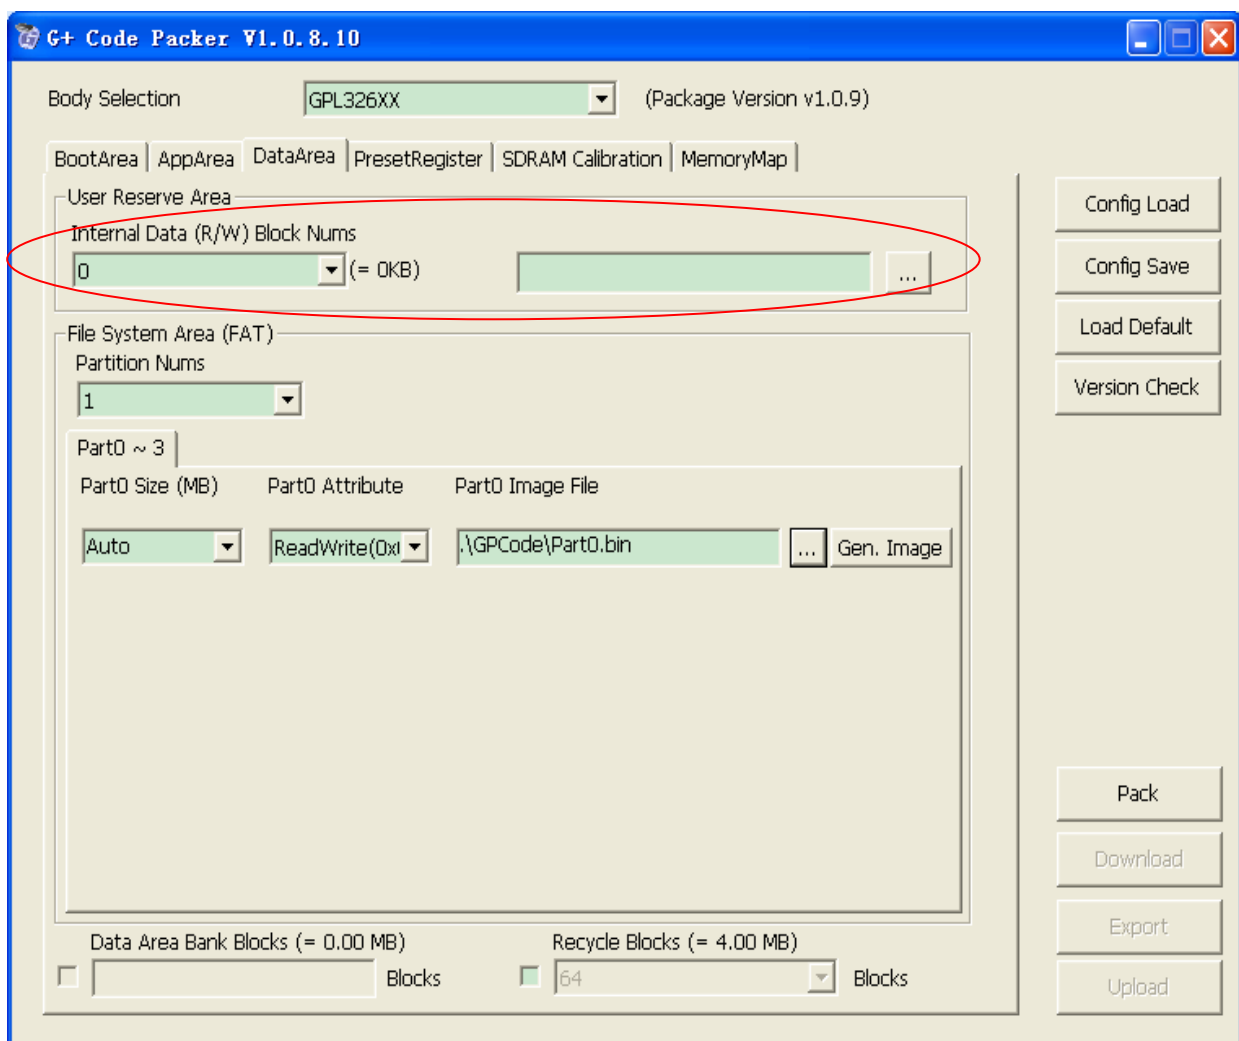 G+ Code Packer V1.0.8.10
Body Selection GPL326XX (Package Version v1.0.9)
BootArea AppArea DataArea PresetRegister SDRAM Calibration MemoryMap
User Reserve Area
Internal Data (R/W) Block Nums
0 (= 0KB) ...
File System Area (FAT)
Partition Nums
1
Part0 ~ 3
Part0 Size (MB) Part0 Attribute Part0 Image File
Auto ReadWrite(0x .\GPCode\Part0.bin ... Gen. Image
Data Area Bank Blocks (= 0.00 MB) Recycle Blocks (= 4.00 MB)
Blocks 64 Blocks
Config Load
Config Save
Load Default
Version Check
Pack
Download
Export
Upload